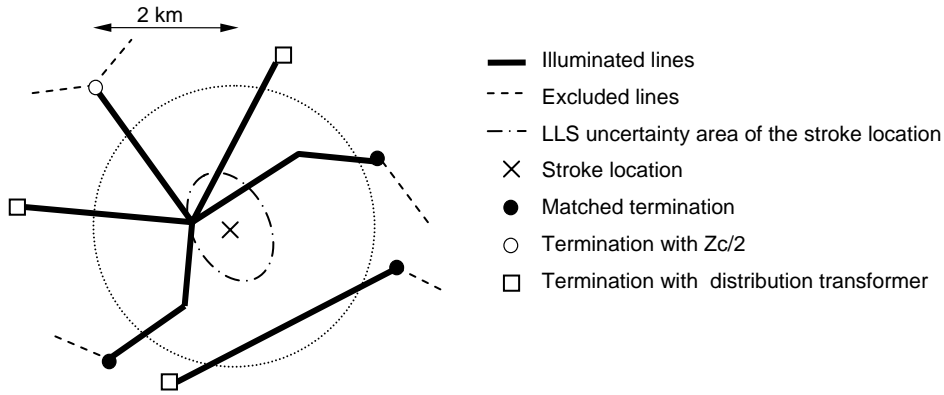 2 km
Illuminated lines
Excluded lines
LLS uncertainty area of the stroke location
Stroke location
Matched termination
Termination with Zc/2
Termination with distribution transformer